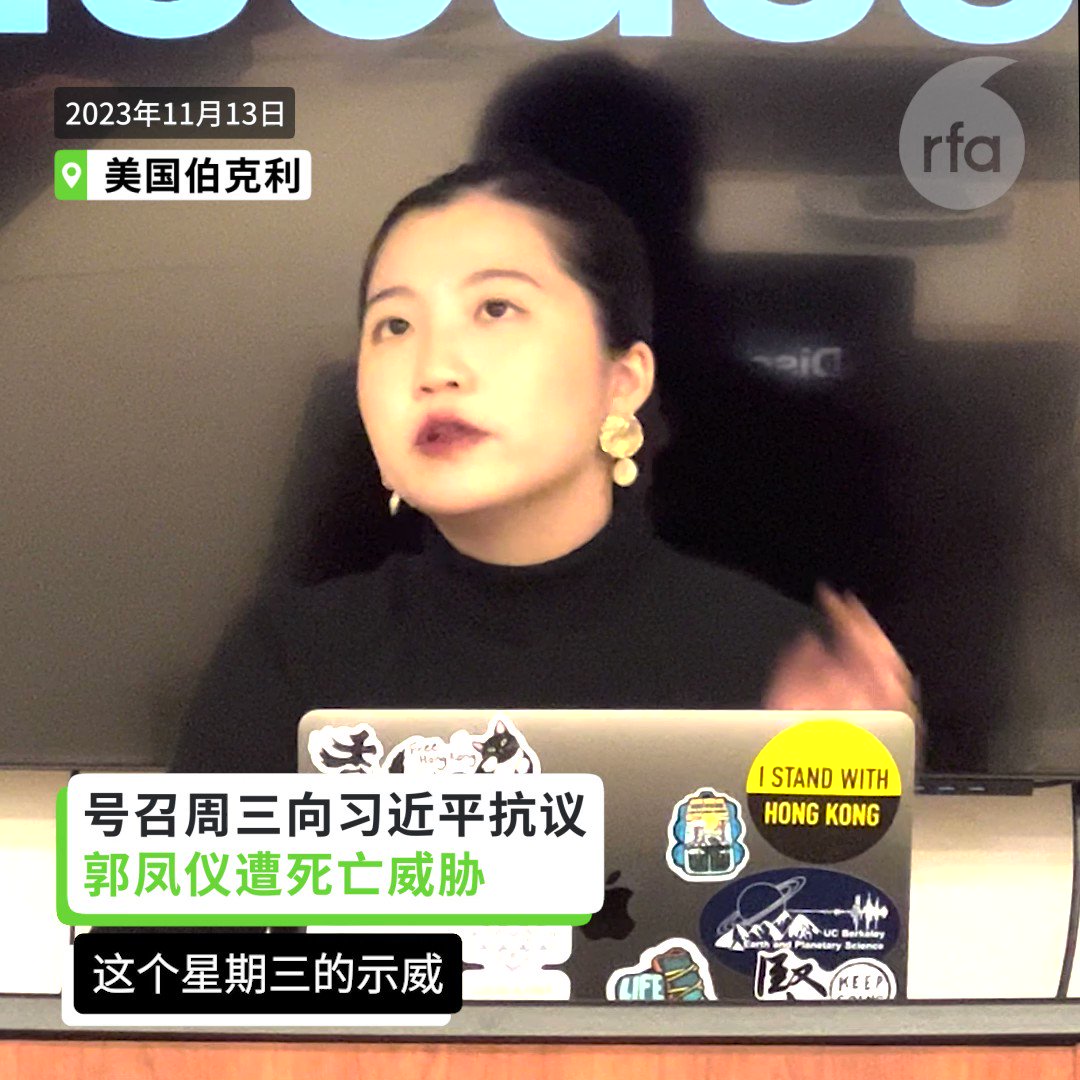 2023年11月13日
美国伯克利
rfa
Free
Hong Kong
I STAND WITH
HONG KONG
号召周三向习近平抗议
郭凤仪遭死亡威胁
UC Berkeley
Earth and Planetary Science
这个星期三的示威
LIFE
KEEP